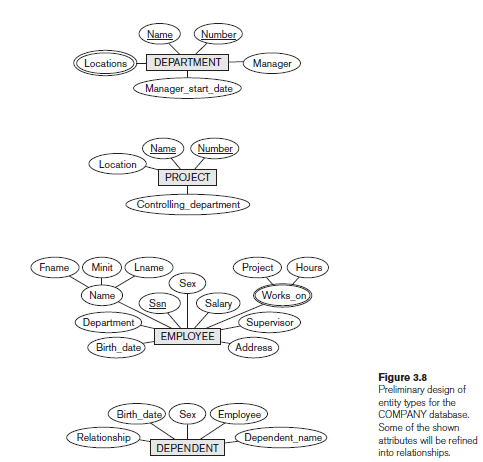 Name Number
Locations DEPARTMENT Manager
Manager_start_date
Name Number
Location
PROJECT
Controlling_department
Fname Minit Lname Project Hours
Sex
Name Works_on
Ssn Salary
Department Supervisor
EMPLOYEE
Birth_date Address
Birth_date Sex Employee
Relationship Dependent_name
DEPENDENT
Figure 3.8
Preliminary design of
entity types for the
COMPANY database.
Some of the shown
attributes will be refined
into relationships.